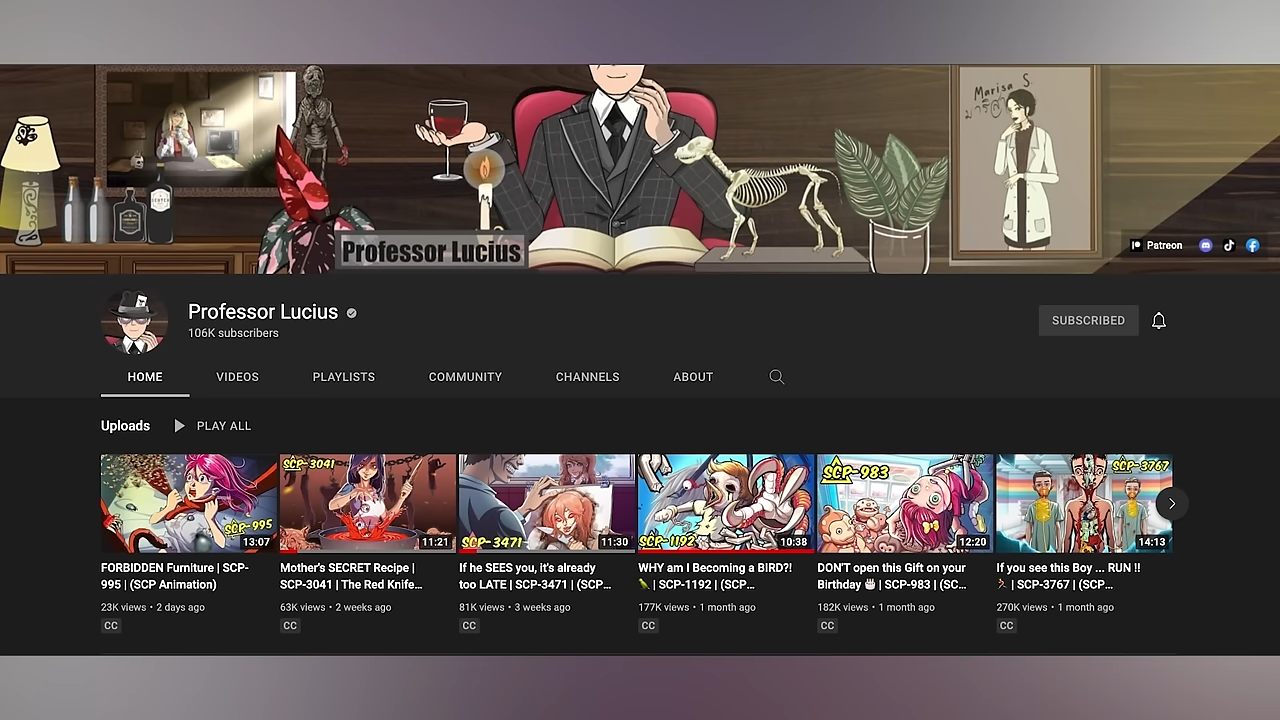 Marisa S.
มาริสา
SCOTCH
Professor Lucius
Patreon
Professor Lucius
106K subscribers
SUBSCRIBED
HOME VIDEOS PLAYLISTS COMMUNITY CHANNELS ABOUT
Uploads PLAY ALL
SCP-995
13:07
FORBIDDEN Furniture | SCP-
995 | (SCP Animation)
23K views • 2 days ago
CC
SCP-3041
11:21
Mother's SECRET Recipe |
SCP-3041 | The Red Knife...
63K views • 2 weeks ago
CC
SCP-3471
11:30
If he SEES you, it's already
too LATE | SCP-3471 | (SCP...
81K views • 3 weeks ago
CC
SCP-1192
10:38
WHY am I Becoming a BIRD?!
🦜 | SCP-1192 | (SCP...
177K views • 1 month ago
CC
SCP-983
12:20
DON'T open this Gift on your
Birthday 🎂 | SCP-983 | (SC...
182K views • 1 month ago
CC
SCP-3767
14:13
If you see this Boy ... RUN !!
🏃 | SCP-3767 | (SCP...
270K views • 1 month ago
CC